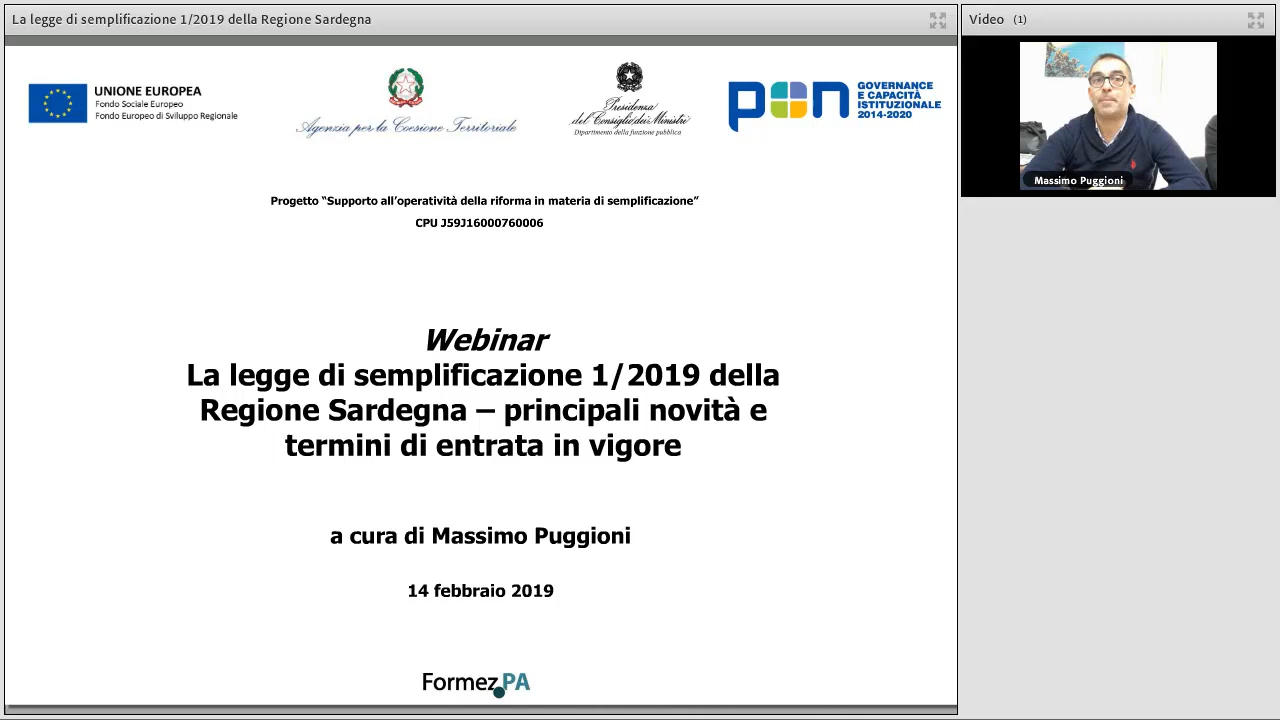 La legge di semplificazione 1/2019 della Regione Sardegna
Video (1)
UNIONE EUROPEA
Fondo Sociale Europeo
Fondo Europeo di Sviluppo Regionale
Agenzia per la Coesione Territoriale
Presidenza
del Consiglio dei Ministri
Dipartimento della funzione pubblica
pon
GOVERNANCE
E CAPACITÀ
ISTITUZIONALE
2014-2020
Massimo Puggioni
Progetto “Supporto all’operatività della riforma in materia di semplificazione”
CPU J59J16000760006
Webinar
La legge di semplificazione 1/2019 della
Regione Sardegna – principali novità e
termini di entrata in vigore
a cura di Massimo Puggioni
14 febbraio 2019
Formez PA